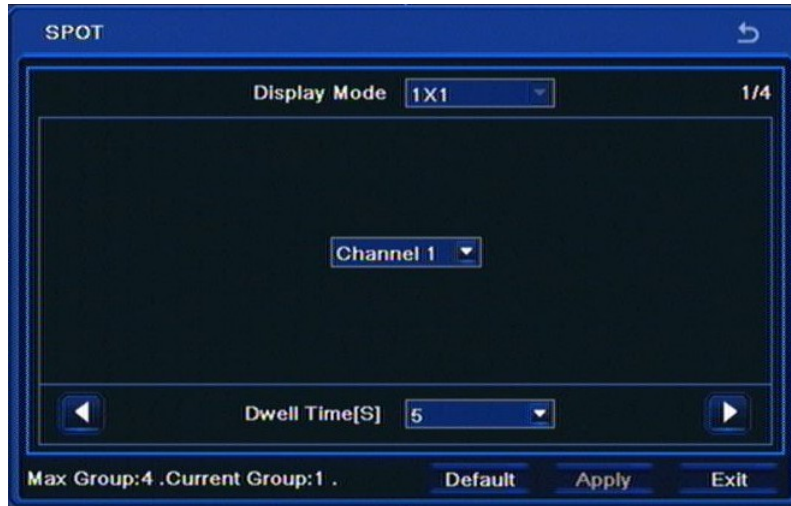 SPOT
Display Mode 1X1 1/4
Channel 1
Dwell Time[S] 5
Max Group:4 .Current Group:1 . Default Apply Exit